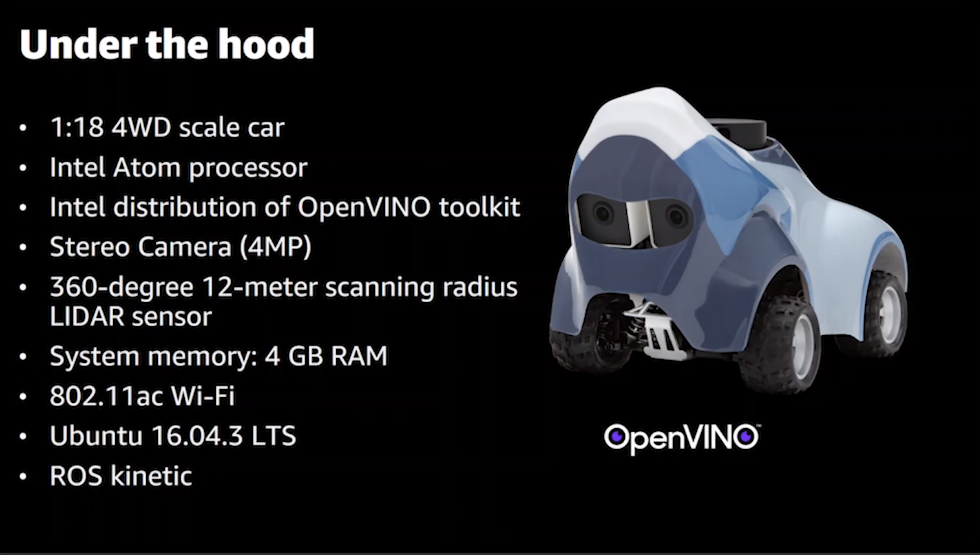 Under the hood
• 1:18 4WD scale car
• Intel Atom processor
• Intel distribution of OpenVINO toolkit
• Stereo Camera (4MP)
• 360-degree 12-meter scanning radius
LIDAR sensor
• System memory: 4 GB RAM
• 802.11ac Wi-Fi
• Ubuntu 16.04.3 LTS
• ROS kinetic
OpenVINO™